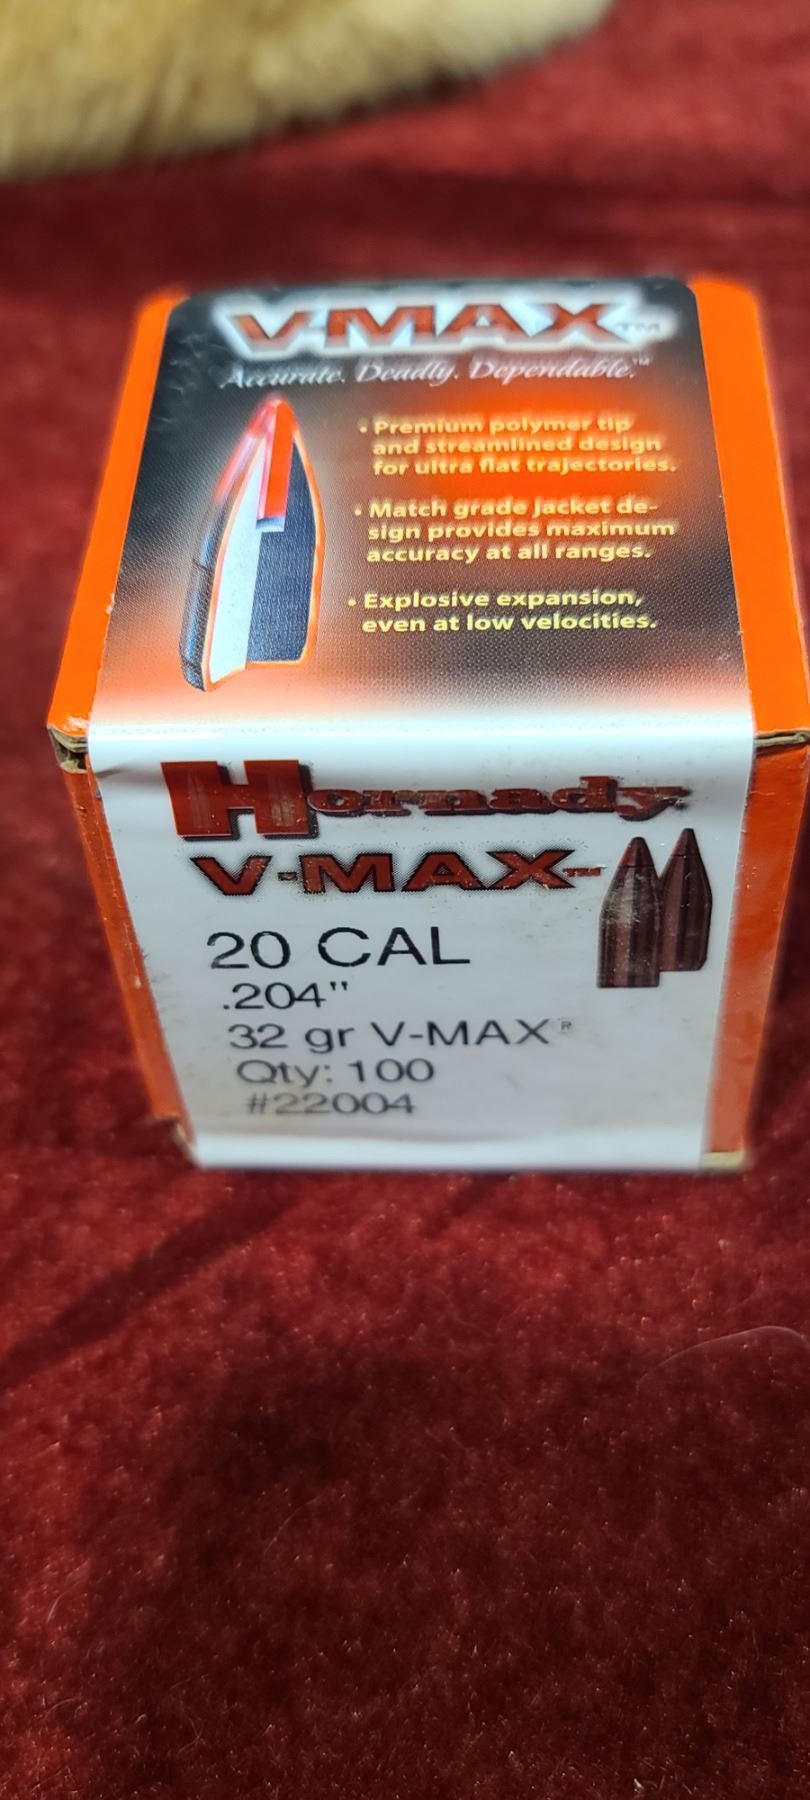 V-MAX™
Accurate. Deadly. Dependable.™
• Premium polymer tip
and streamlined design
for ultra flat trajectories.
• Match grade jacket de-
sign provides maximum
accuracy at all ranges.
• Explosive expansion,
even at low velocities.
Hornady
V-MAX™
20 CAL
.204"
32 gr V-MAX®
Qty: 100
#22004